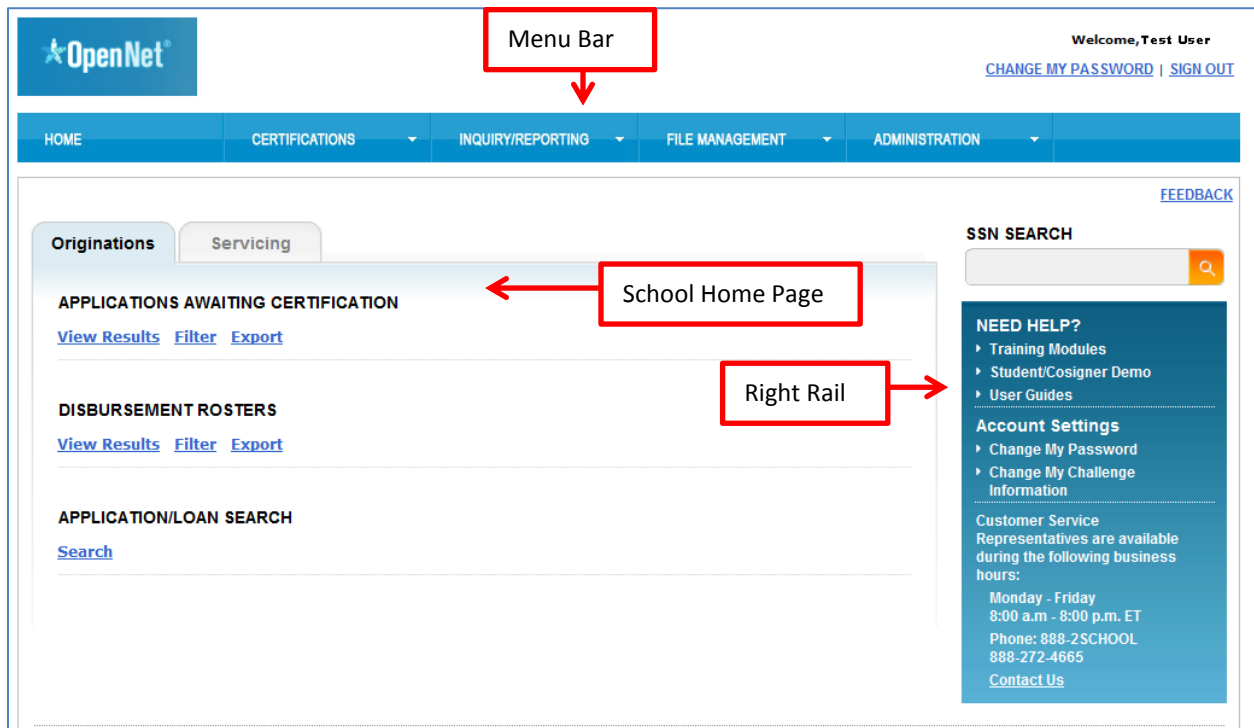 OpenNet®
Menu Bar
Welcome,Test User
CHANGE MY PASSWORD | SIGN OUT
HOME CERTIFICATIONS INQUIRY/REPORTING FILE MANAGEMENT ADMINISTRATION
FEEDBACK
Originations Servicing
School Home Page
APPLICATIONS AWAITING CERTIFICATION
View Results Filter Export
DISBURSEMENT ROSTERS
View Results Filter Export
APPLICATION/LOAN SEARCH
Search
SSN SEARCH
Right Rail
NEED HELP?
Training Modules
Student/Cosigner Demo
User Guides
Account Settings
Change My Password
Change My Challenge
Information
Customer Service
Representatives are available
during the following business
hours:
Monday - Friday
8:00 a.m - 8:00 p.m. ET
Phone: 888-2SCHOOL
888-272-4665
Contact Us